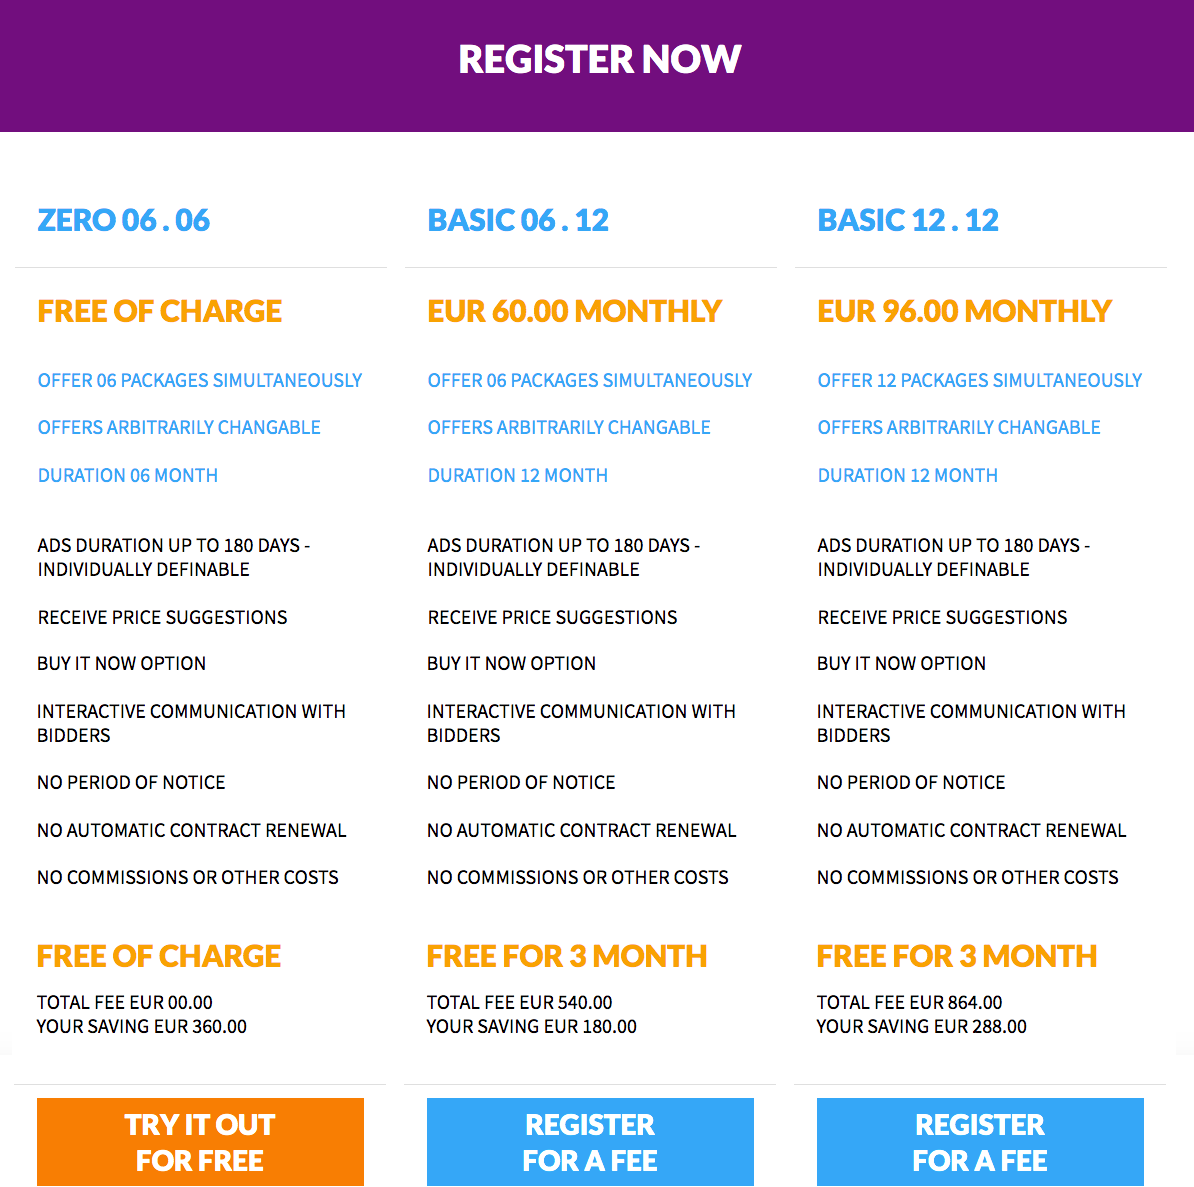 REGISTER NOW
ZERO 06 . 06
FREE OF CHARGE
OFFER 06 PACKAGES SIMULTANEOUSLY
OFFERS ARBITRARILY CHANGABLE
DURATION 06 MONTH
ADS DURATION UP TO 180 DAYS -
INDIVIDUALLY DEFINABLE
RECEIVE PRICE SUGGESTIONS
BUY IT NOW OPTION
INTERACTIVE COMMUNICATION WITH
BIDDERS
NO PERIOD OF NOTICE
NO AUTOMATIC CONTRACT RENEWAL
NO COMMISSIONS OR OTHER COSTS
FREE OF CHARGE
TOTAL FEE EUR 00.00
YOUR SAVING EUR 360.00
TRY IT OUT
FOR FREE
BASIC 06 . 12
EUR 60.00 MONTHLY
OFFER 06 PACKAGES SIMULTANEOUSLY
OFFERS ARBITRARILY CHANGABLE
DURATION 12 MONTH
ADS DURATION UP TO 180 DAYS -
INDIVIDUALLY DEFINABLE
RECEIVE PRICE SUGGESTIONS
BUY IT NOW OPTION
INTERACTIVE COMMUNICATION WITH
BIDDERS
NO PERIOD OF NOTICE
NO AUTOMATIC CONTRACT RENEWAL
NO COMMISSIONS OR OTHER COSTS
FREE FOR 3 MONTH
TOTAL FEE EUR 540.00
YOUR SAVING EUR 180.00
REGISTER
FOR A FEE
BASIC 12 . 12
EUR 96.00 MONTHLY
OFFER 12 PACKAGES SIMULTANEOUSLY
OFFERS ARBITRARILY CHANGABLE
DURATION 12 MONTH
ADS DURATION UP TO 180 DAYS -
INDIVIDUALLY DEFINABLE
RECEIVE PRICE SUGGESTIONS
BUY IT NOW OPTION
INTERACTIVE COMMUNICATION WITH
BIDDERS
NO PERIOD OF NOTICE
NO AUTOMATIC CONTRACT RENEWAL
NO COMMISSIONS OR OTHER COSTS
FREE FOR 3 MONTH
TOTAL FEE EUR 864.00
YOUR SAVING EUR 288.00
REGISTER
FOR A FEE